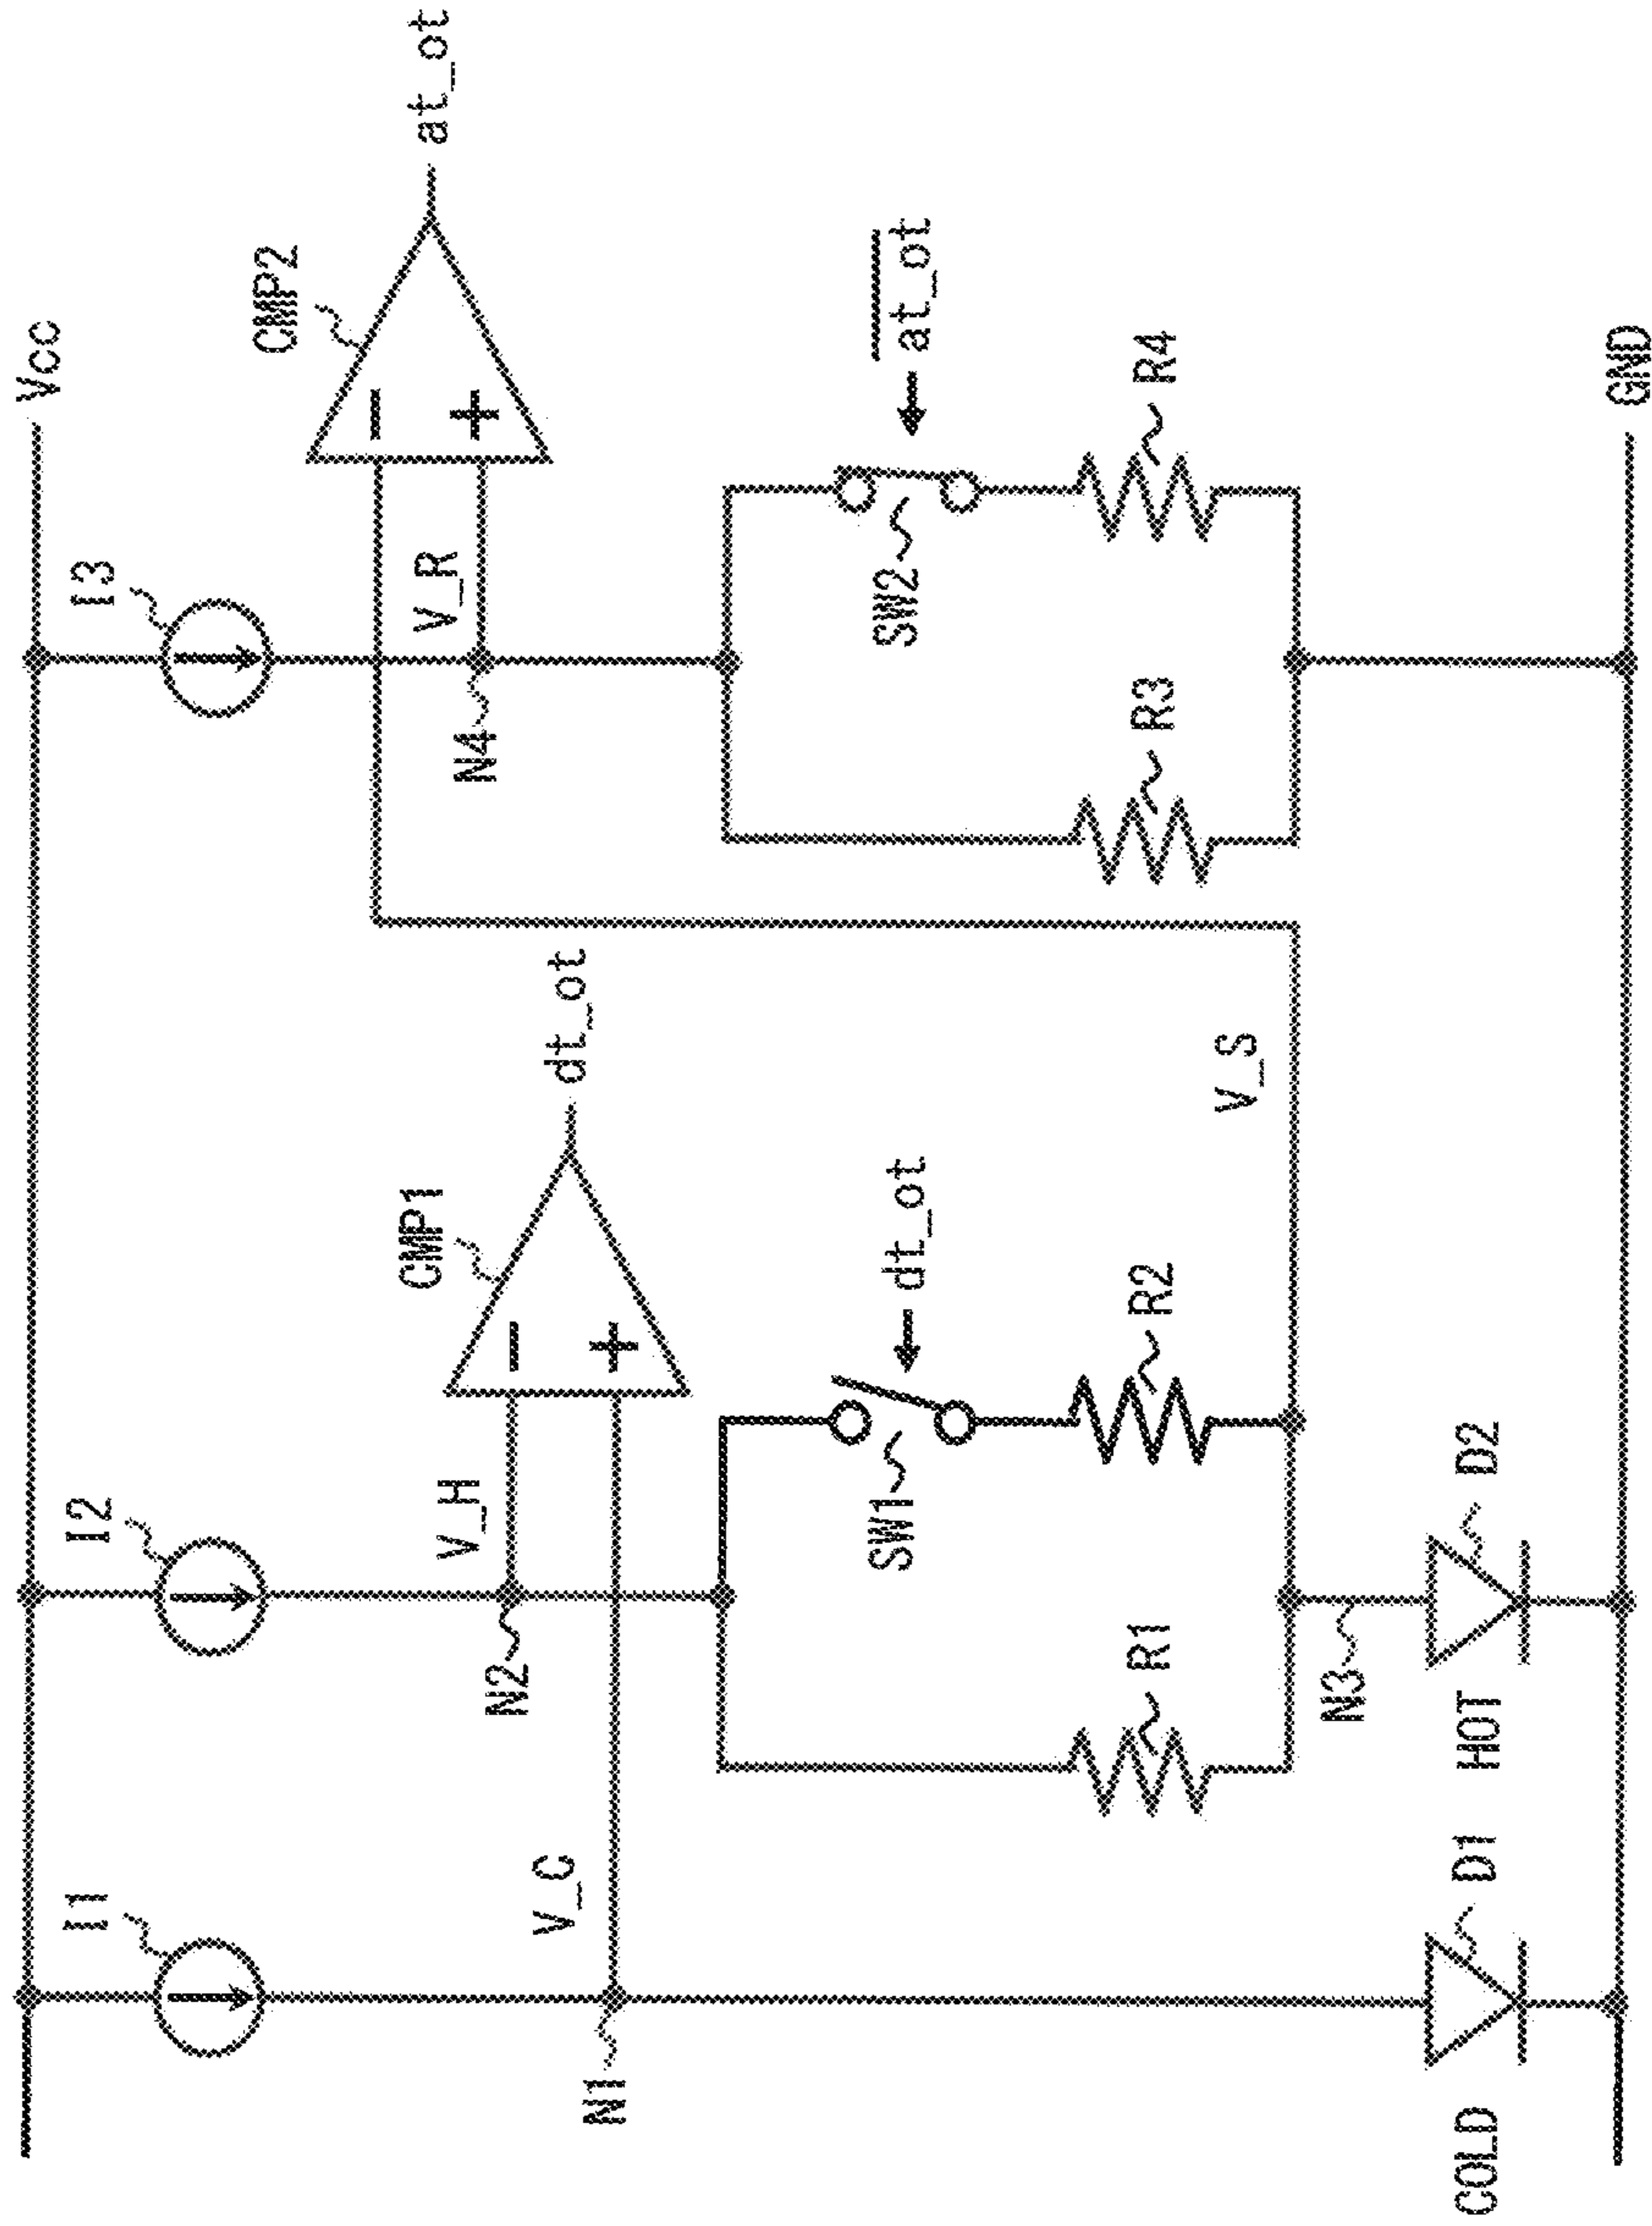 Vcc
I1
I2
I3
CMP2
at_ot
V_R
N4
CMP1
dt_ot
V_H
N2
V_C
N1
SW1
dt_ot
SW2
at_ot
R1
R2
R3
R4
V_S
N3
COLD
D1
HOT
D2
GND